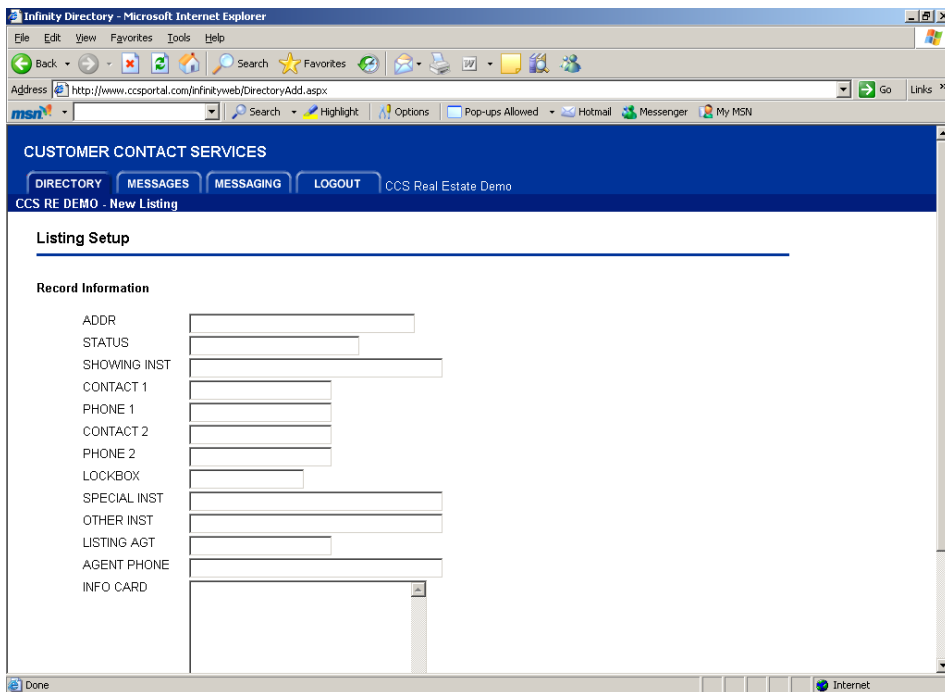 Infinity Directory - Microsoft Internet Explorer
File Edit View Favorites Tools Help
Back Search Favorites
Address http://www.ccsportal.com/infinityweb/DirectoryAdd.aspx Go Links »
msn Search Highlight Options Pop-ups Allowed Hotmail Messenger My MSN
CUSTOMER CONTACT SERVICES
DIRECTORY MESSAGES MESSAGING LOGOUT CCS Real Estate Demo
CCS RE DEMO - New Listing
Listing Setup
Record Information
ADDR
STATUS
SHOWING INST
CONTACT 1
PHONE 1
CONTACT 2
PHONE 2
LOCKBOX
SPECIAL INST
OTHER INST
LISTING AGT
AGENT PHONE
INFO CARD
Done Internet